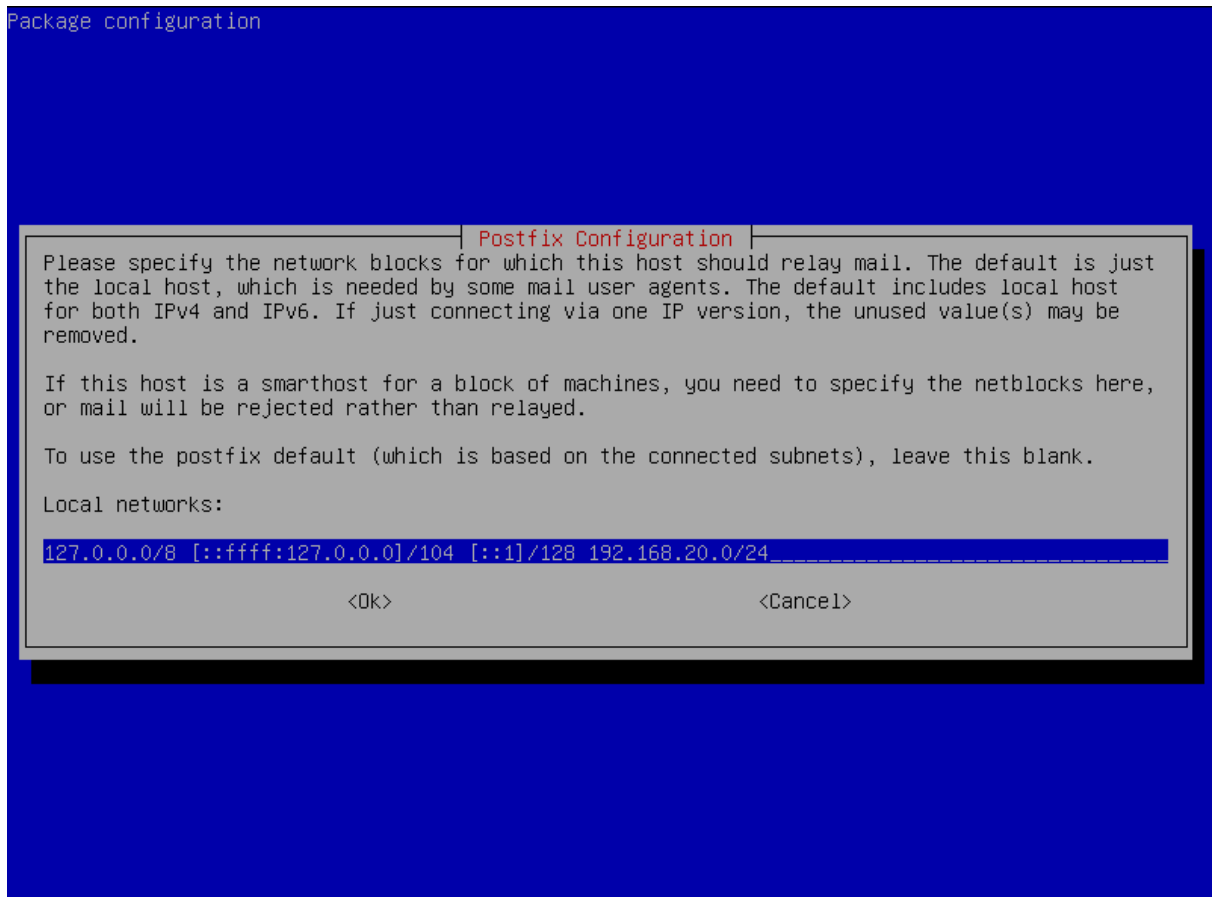 Package configuration
Postfix Configuration
Please specify the network blocks for which this host should relay mail. The default is just
the local host, which is needed by some mail user agents. The default includes local host
for both IPv4 and IPv6. If just connecting via one IP version, the unused value(s) may be
removed.
If this host is a smarthost for a block of machines, you need to specify the netblocks here,
or mail will be rejected rather than relayed.
To use the postfix default (which is based on the connected subnets), leave this blank.
Local networks:
127.0.0.0/8 [::ffff:127.0.0.0]/104 [::1]/128 192.168.20.0/24_________________________________
<Ok> <Cancel>